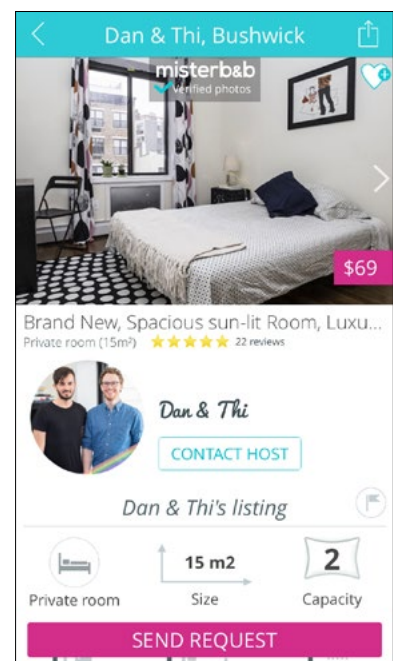 Dan & Thi, Bushwick
misterb&b
Verified photos
$69
Brand New, Spacious sun-lit Room, Luxu...
Private room (15m²) 22 reviews
Dan & Thi
CONTACT HOST
Dan & Thi's listing
15 m2
2
Private room
Size
Capacity
SEND REQUEST